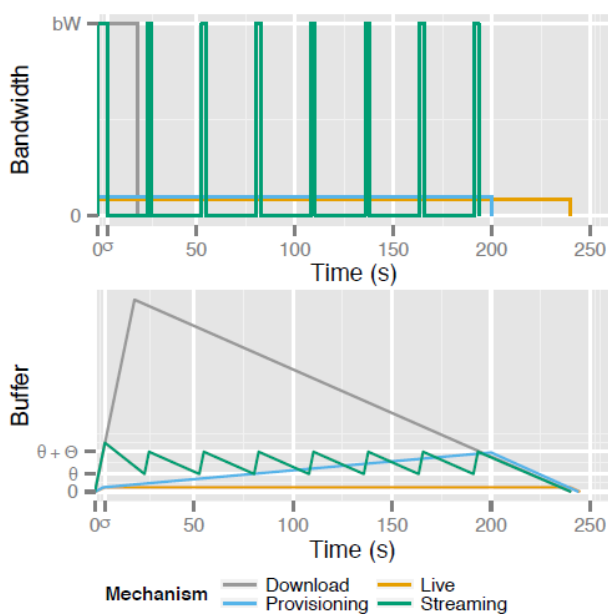 bW
Bandwidth
0
0 σ 50 100 150 200 250
Time (s)
Buffer
θ + Θ
θ
0
0 σ 50 100 150 200 250
Time (s)
Mechanism Download Live
Provisioning Streaming